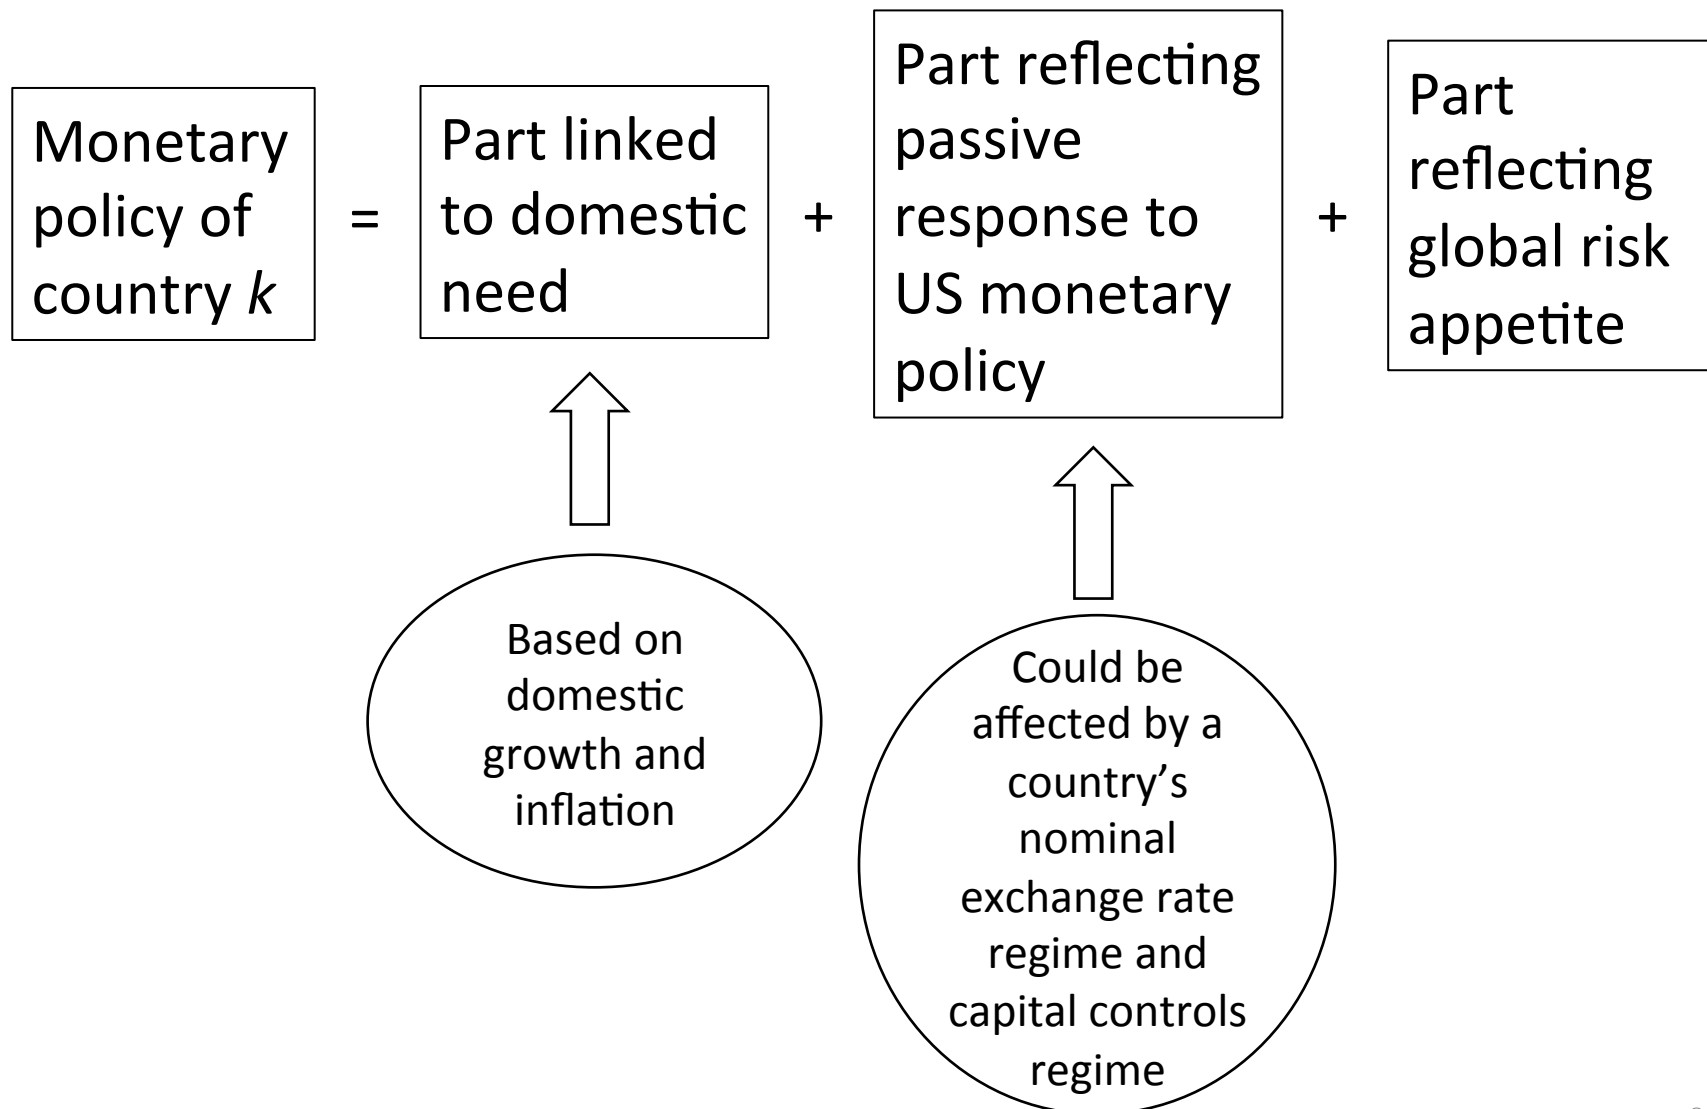 Monetary
policy of
country k
=
Part linked
to domestic
need
+
Part reflecting
passive
response to
US monetary
policy
+
Part
reflecting
global risk
appetite
Based on
domestic
growth and
inflation
Could be
affected by a
country’s
nominal
exchange rate
regime and
capital controls
regime